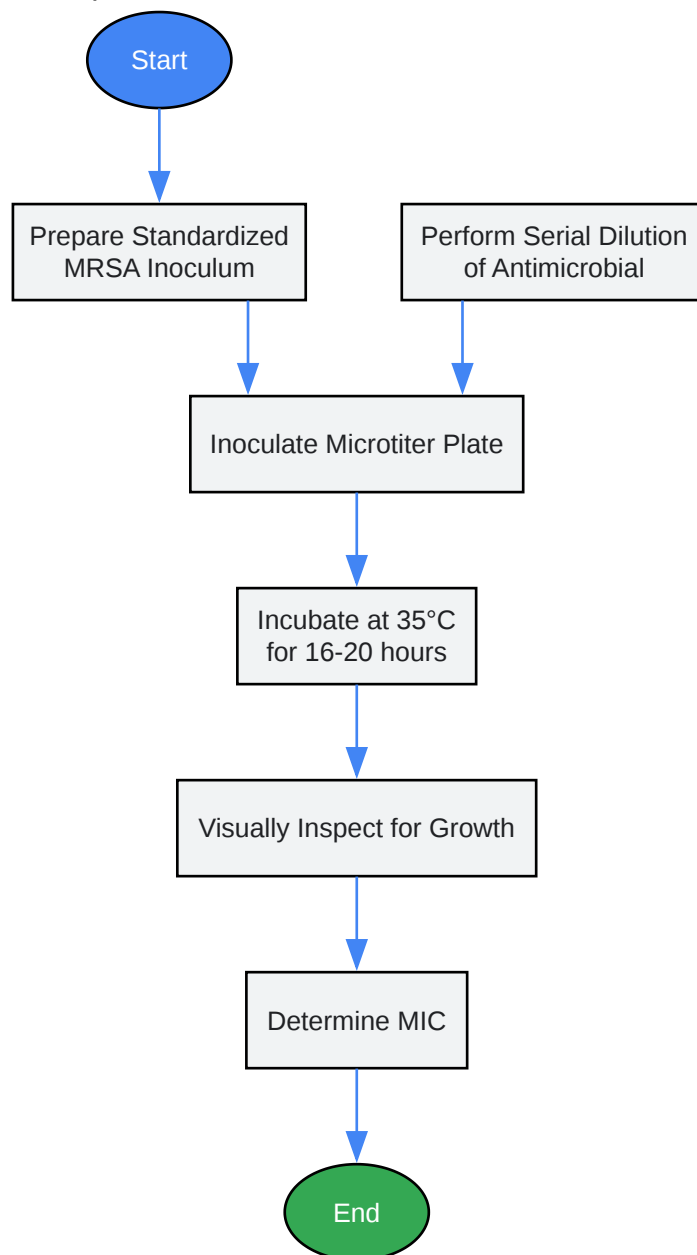 Start
Prepare Standardized
MRSA Inoculum
Perform Serial Dilution
of Antimicrobial
Inoculate Microtiter Plate
Incubate at 35°C
for 16-20 hours
Visually Inspect for Growth
Determine MIC
End